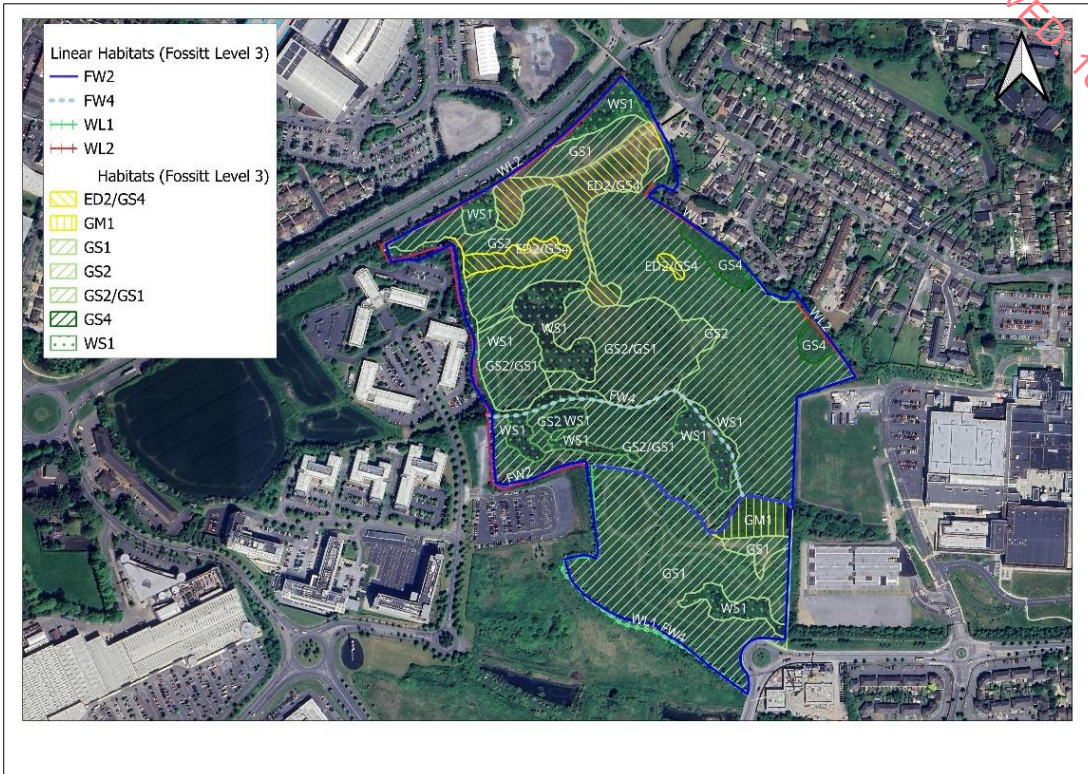 Linear Habitats (Fossitt Level 3)
FW2
FW4
WL1
WL2
Habitats (Fossitt Level 3)
ED2/GS4
GM1
GS1
GS2
GS2/GS1
GS4
WS1
WS1
GS1
WL2
ED2/GS4
WS1
WL1
GS2
ED2/GS4
ED2/GS4
GS4
WL2
WS1
WS1
GS2/GS1
GS2
GS4
GS2/GS1
FW4
WS1
GS2
WS1
WS1
WS1
WS1
GS2/GS1
FW2
GM1
GS1
GS1
WS1
WL1, FW4